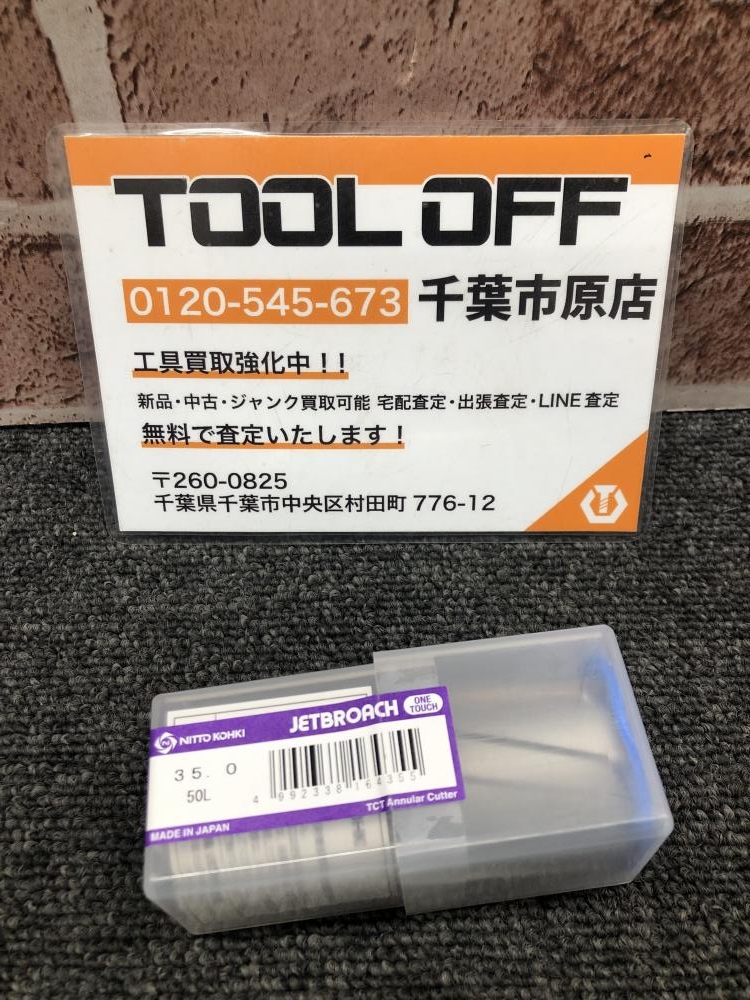 TOOL OFF
0120-545-673 千葉市原店
工具買取強化中！！
新品・中古・ジャンク買取可能 宅配査定・出張査定・LINE査定
無料で査定いたします！
〒260-0825
千葉県千葉市中央区村田町 776-12
NITTO KOHKI JETBROACH ONE TOUCH
35.0
50L
4 992338 164355
TCT Annular Cutter
MADE IN JAPAN